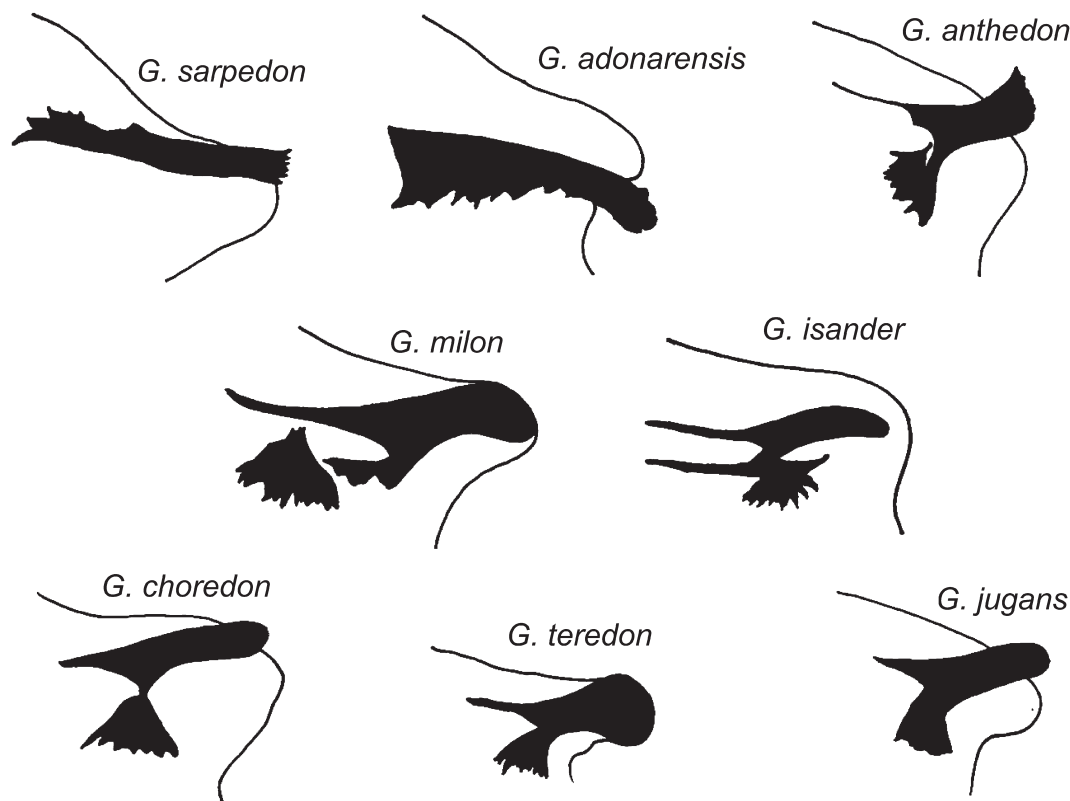 G. sarpedon
G. adonarensis
G. anthedon
G. milon
G. isander
G. choredon
G. teredon
G. jugans